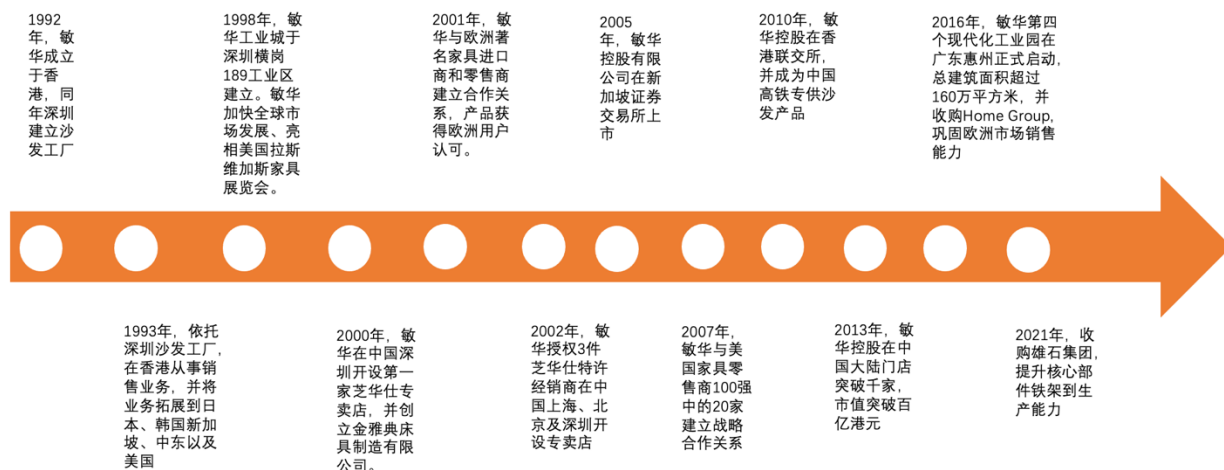 1992
年，敏
华成立
于香
港，同
年深圳
建立沙
发工厂
1998年，敏
华工业城于
深圳横岗
189工业区
建立。敏华
加快全球市
场发展、亮
相美国拉斯
维加斯家具
展览会。
2001年，敏
华与欧洲著
名家具进口
商和零售商
建立合作关
系，产品获
得欧洲用户
认可。
2005
年，敏华
控股有限
公司在新
加坡证券
交易所上
市
2010年，敏
华控股在香
港联交所，
并成为中国
高铁专供沙
发产品
2016年，敏华第四
个现代化工业园在
广东惠州正式启动，
总建筑面积超过
160万平方米，并
收购Home Group,
巩固欧洲市场销售
能力
1993年，依托
深圳沙发工厂，
在香港从事销
售业务，并将
业务拓展到日
本、韩国新加
坡、中东以及
美国
2000年，敏
华在中国深
圳开设第一
家芝华仕专
卖店，并创
立金雅典床
具制造有限
公司。
2002年，敏
华授权3件
芝华仕特许
经销商在中
国上海、北
京及深圳开
设专卖店
2007年，
敏华与美
国家具零
售商100强
中的20家
建立战略
合作关系
2013年，敏
华控股在中
国大陆门店
突破千家，
市值突破百
亿港元
2021年，收
购雄石集团，
提升核心部
件铁架到生
产能力